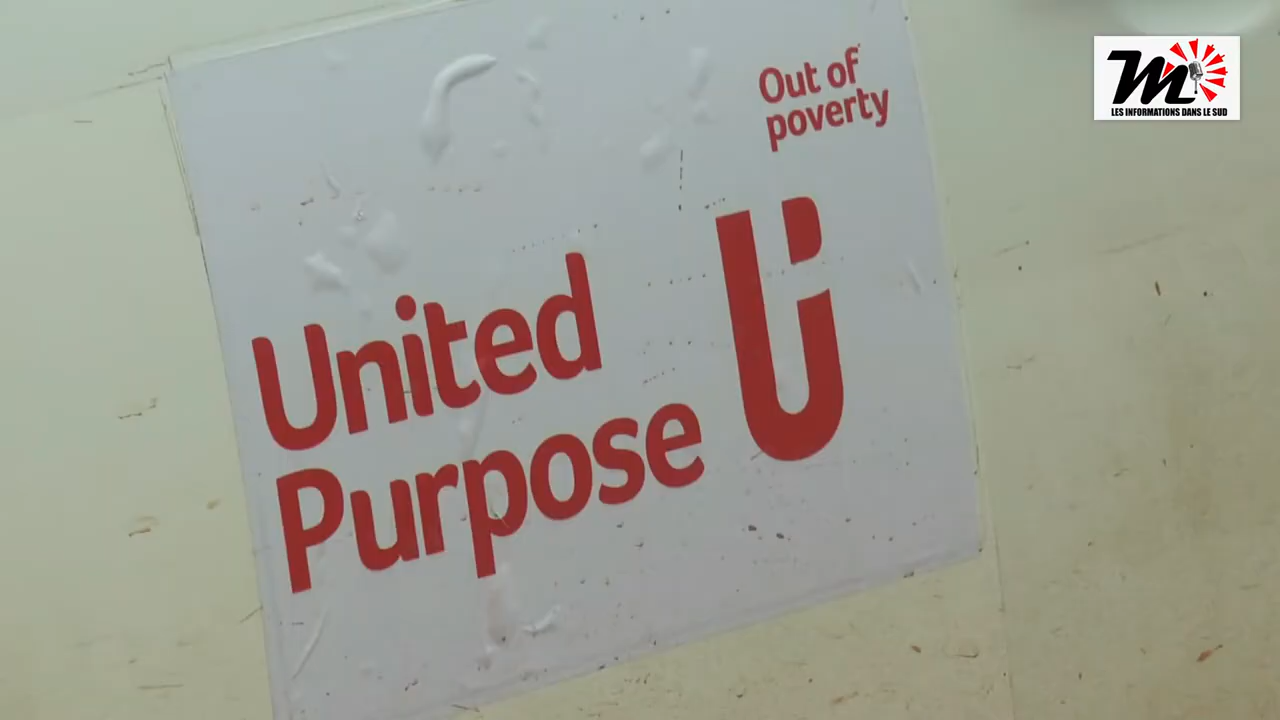 Out of
poverty
United
Purpose
M
LES INFORMATIONS DANS LE SUD